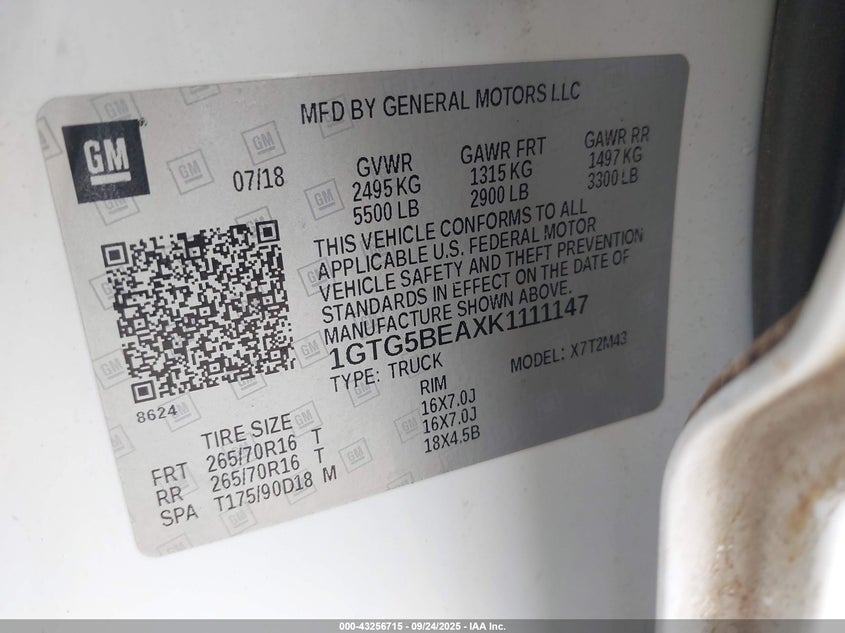 MFD BY GENERAL MOTORS LLC
GM
07/18
GVWR
2495 KG
5500 LB
GAWR FRT
1315 KG
2900 LB
GAWR RR
1497 KG
3300 LB
THIS VEHICLE CONFORMS TO ALL
APPLICABLE U.S. FEDERAL MOTOR
VEHICLE SAFETY AND THEFT PREVENTION
STANDARDS IN EFFECT ON THE DATE OF
MANUFACTURE SHOWN ABOVE.
1GTG5BEAXK1111147
TYPE: TRUCK
MODEL: X7T2M43
8624
TIRE SIZE
RIM
FRT 265/70R16 T 16X7.0J
RR 265/70R16 T 16X7.0J
SPA T175/90D18 M 18X4.5B
000-43256715 - 09/24/2025 - IAA Inc.